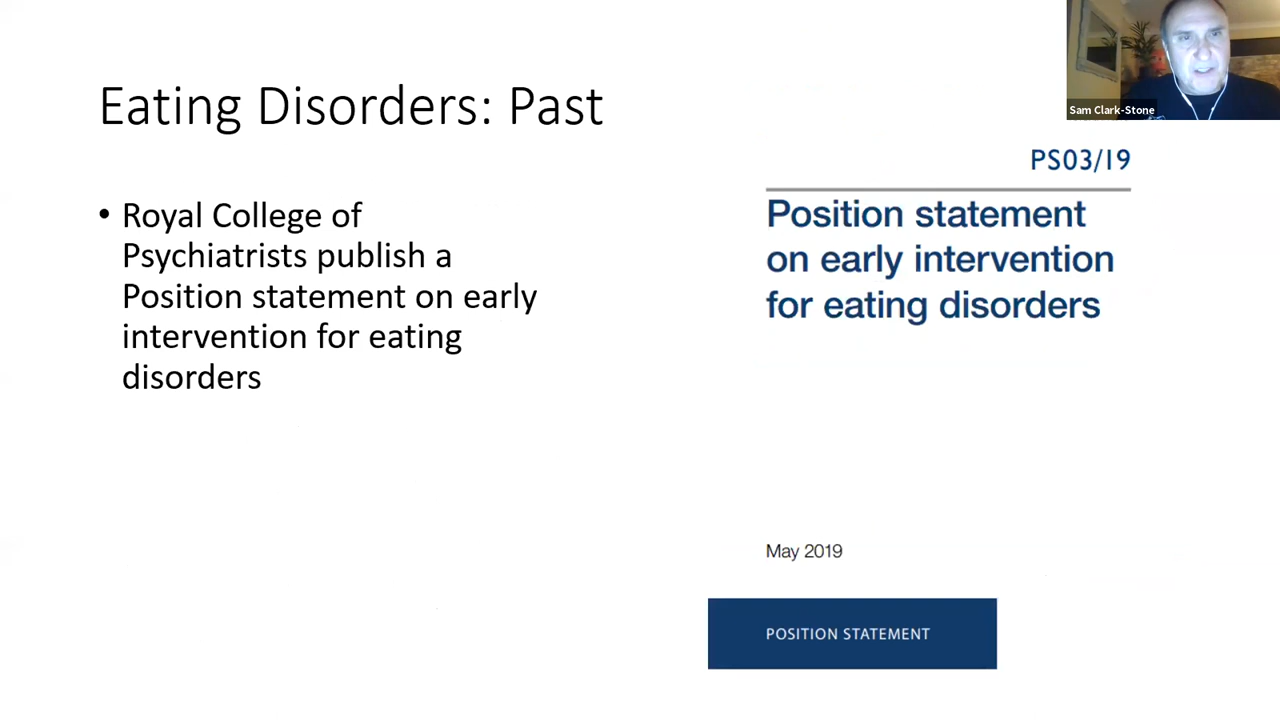 Eating Disorders: Past
• Royal College of
Psychiatrists publish a
Position statement on early
intervention for eating
disorders
Sam Clark-Stone
PS03/19
Position statement
on early intervention
for eating disorders
May 2019
POSITION STATEMENT